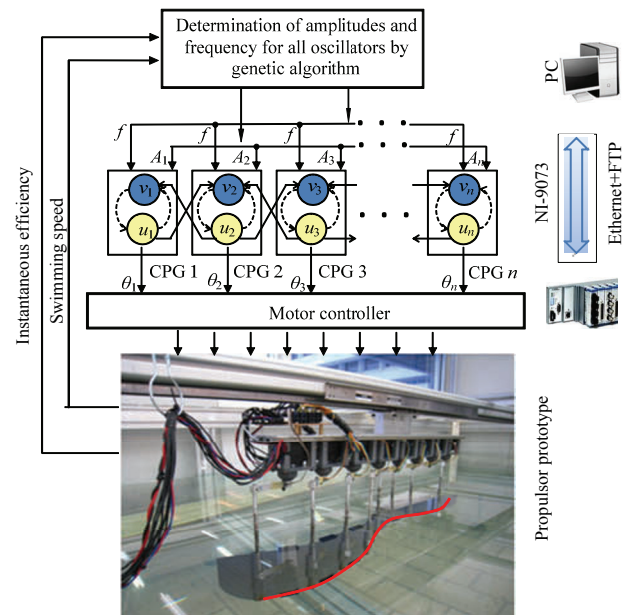 Determination of amplitudes and
frequency for all oscillators by
genetic algorithm
PC
f f f f
A1 A2 A3 An
v1 v2 v3 vn
u1 u2 u3 un
CPG 1 CPG 2 CPG 3 CPG n
θ1 θ2 θ3 θn
Motor controller
Instantaneous efficiency
Swimming speed
NI-9073
Ethernet+FTP
Propulsor prototype